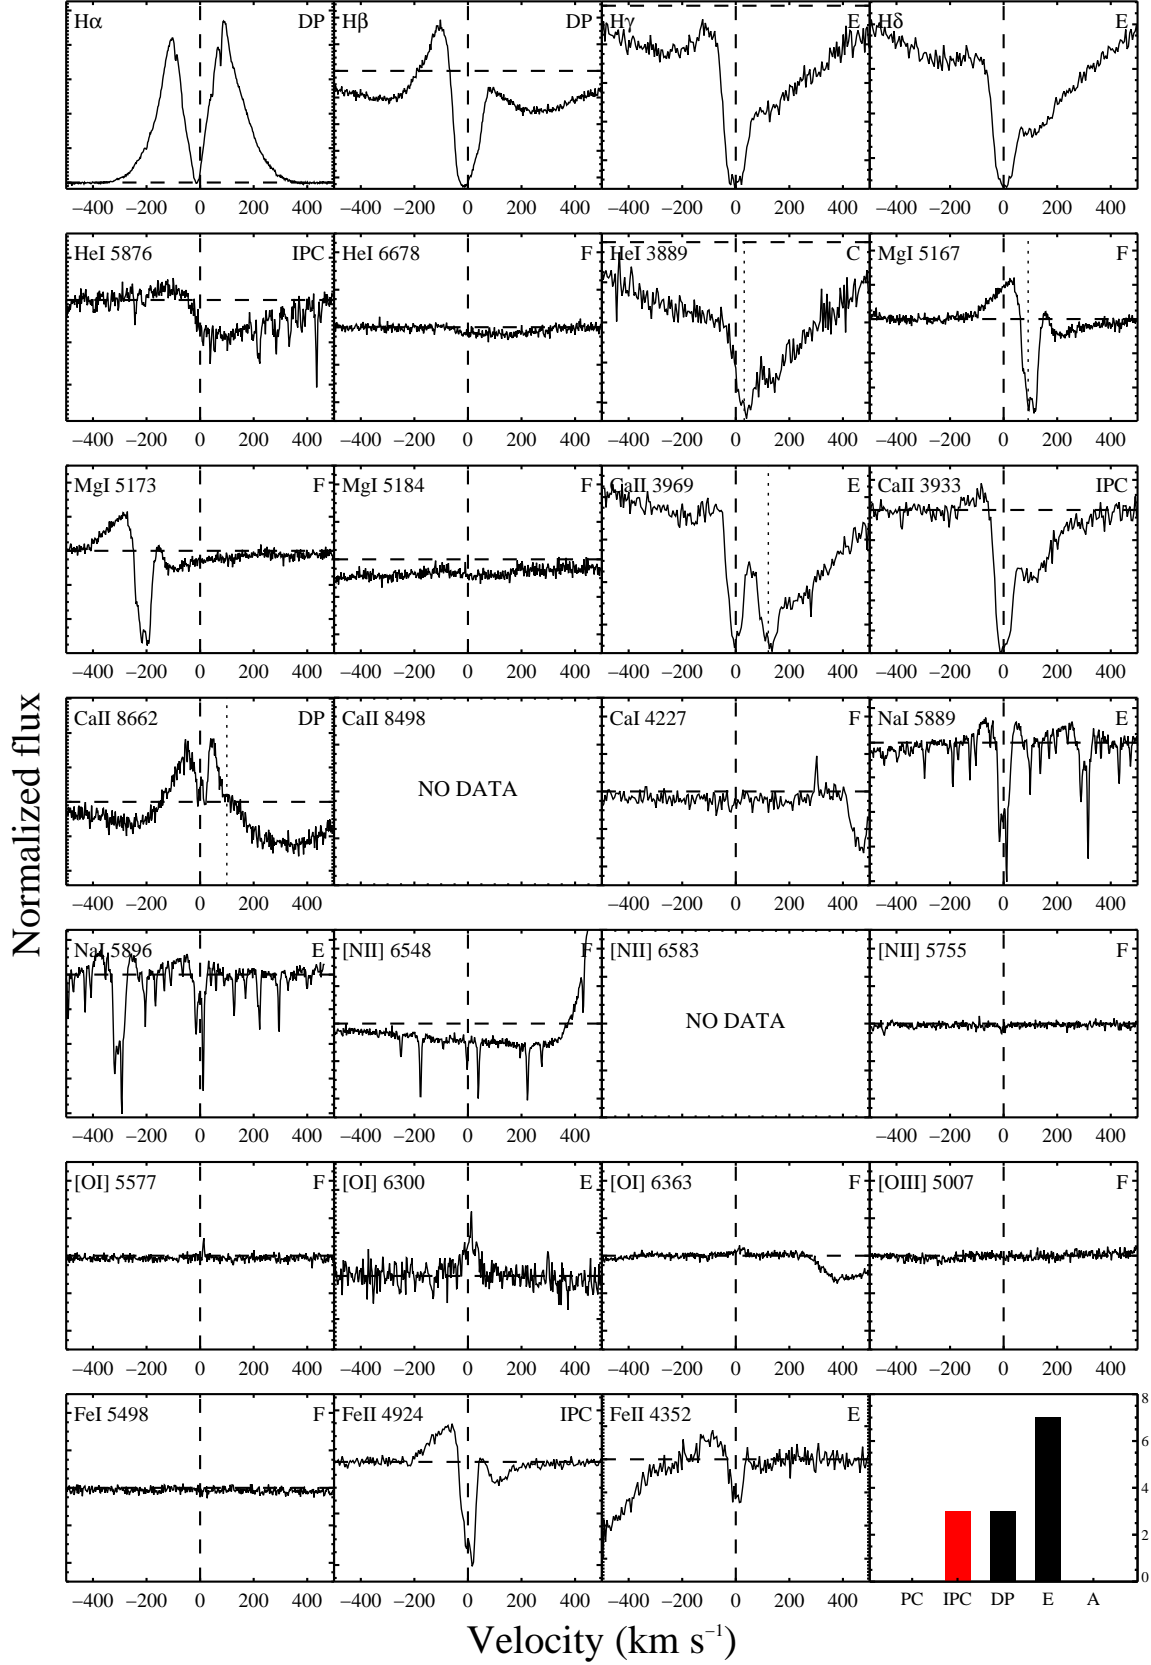 Hα DP
Hβ DP
Hγ E
Hδ E
−400 −200 0 200 400
−400 −200 0 200 400
−400 −200 0 200 400
−400 −200 0 200 400
HeI 5876 IPC
HeI 6678 F
HeI 3889 C
MgI 5167 F
−400 −200 0 200 400
−400 −200 0 200 400
−400 −200 0 200 400
−400 −200 0 200 400
MgI 5173 F
MgI 5184 F
CaII 3969 E
CaII 3933 IPC
−400 −200 0 200 400
−400 −200 0 200 400
−400 −200 0 200 400
−400 −200 0 200 400
CaII 8662 DP
CaII 8498
NO DATA
CaI 4227 F
NaI 5889 E
−400 −200 0 200 400
−400 −200 0 200 400
−400 −200 0 200 400
−400 −200 0 200 400
NaI 5896 E
[NII] 6548 F
[NII] 6583
NO DATA
[NII] 5755 F
−400 −200 0 200 400
−400 −200 0 200 400
−400 −200 0 200 400
−400 −200 0 200 400
[OI] 5577 F
[OI] 6300 E
[OI] 6363 F
[OIII] 5007 F
−400 −200 0 200 400
−400 −200 0 200 400
−400 −200 0 200 400
−400 −200 0 200 400
FeI 5498 F
FeII 4924 IPC
FeII 4352 E
8
6
4
2
0
−400 −200 0 200 400
−400 −200 0 200 400
−400 −200 0 200 400
PC IPC DP E A
Normalized flux
Velocity (km s⁻¹)